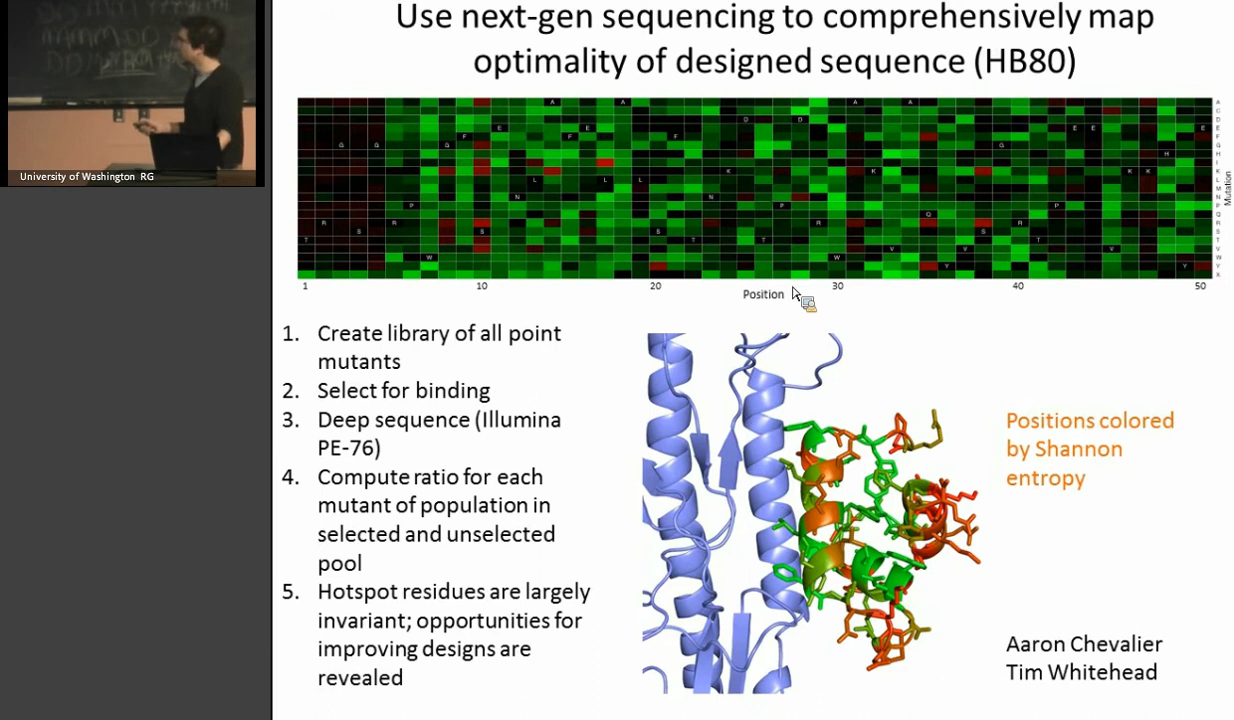 Use next-gen sequencing to comprehensively map
optimality of designed sequence (HB80)
University of Washington RG
Mutation
1 10 20 30 40 50
Position
1. Create library of all point
mutants
2. Select for binding
3. Deep sequence (Illumina
PE-76)
4. Compute ratio for each
mutant of population in
selected and unselected
pool
5. Hotspot residues are largely
invariant; opportunities for
improving designs are
revealed
Positions colored
by Shannon
entropy
Aaron Chevalier
Tim Whitehead